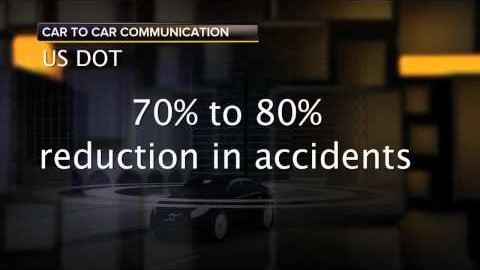 CAR TO CAR COMMUNICATION
US DOT
70% to 80%
reduction in accidents